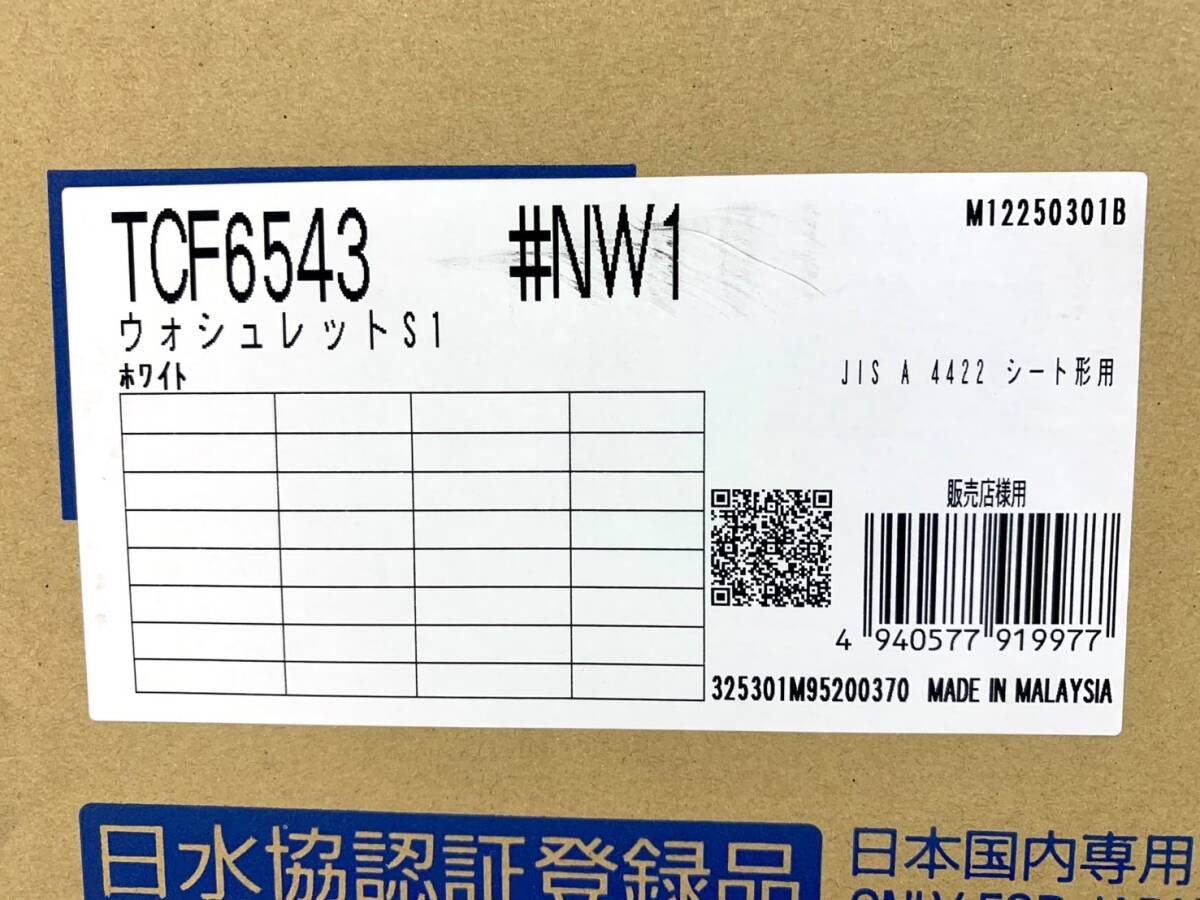 TCF6543 #NW1
M12250301B
ウォシュレットS1
ホワイト
JIS A 4422 シート形用
販売店様用
4 940577 919977
325301M95200370 MADE IN MALAYSIA
日水協認証登録品
日本国内専用
ONLY FOR